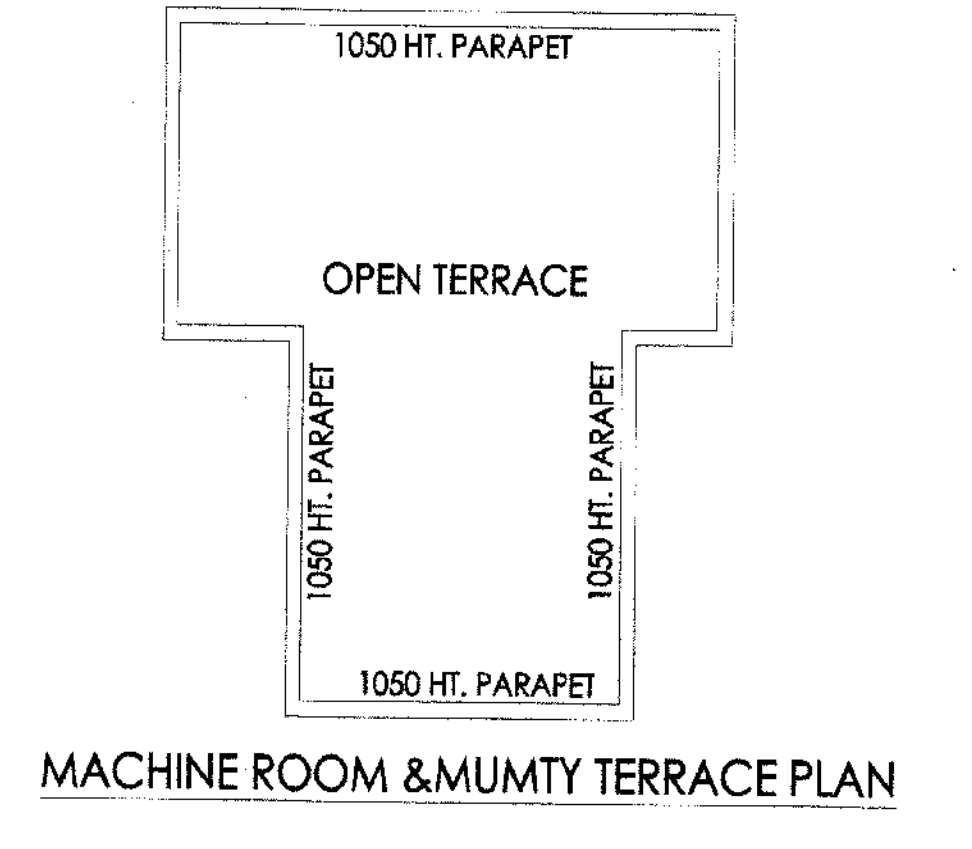 1050 HT. PARAPET
OPEN TERRACE
1050 HT. PARAPET
1050 HT. PARAPET
1050 HT. PARAPET
MACHINE ROOM &MUMTY TERRACE PLAN